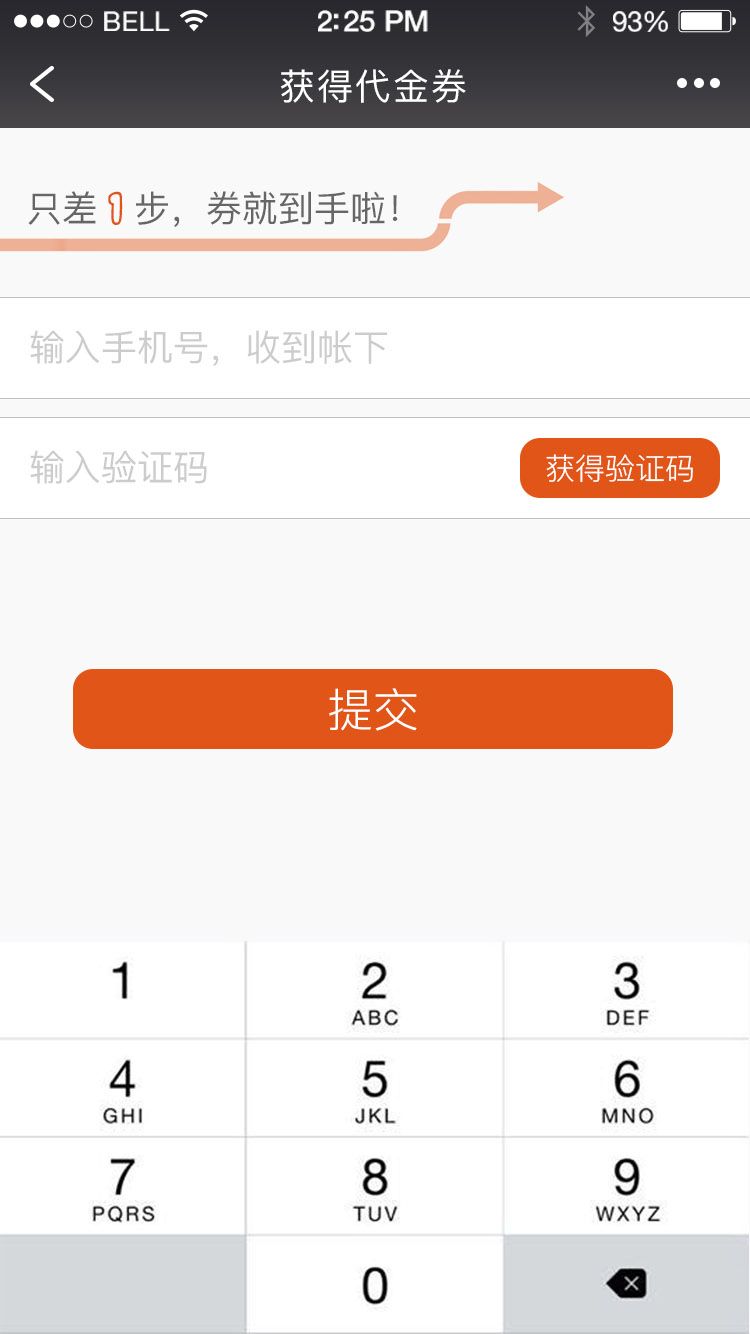 BELL 2:25 PM 93%
获得代金券
只差1步，券就到手啦！
输入手机号，收到帐下
输入验证码 获得验证码
提交
1 2 3
ABC DEF
4 5 6
GHI JKL MNO
7 8 9
PQRS TUV WXYZ
0